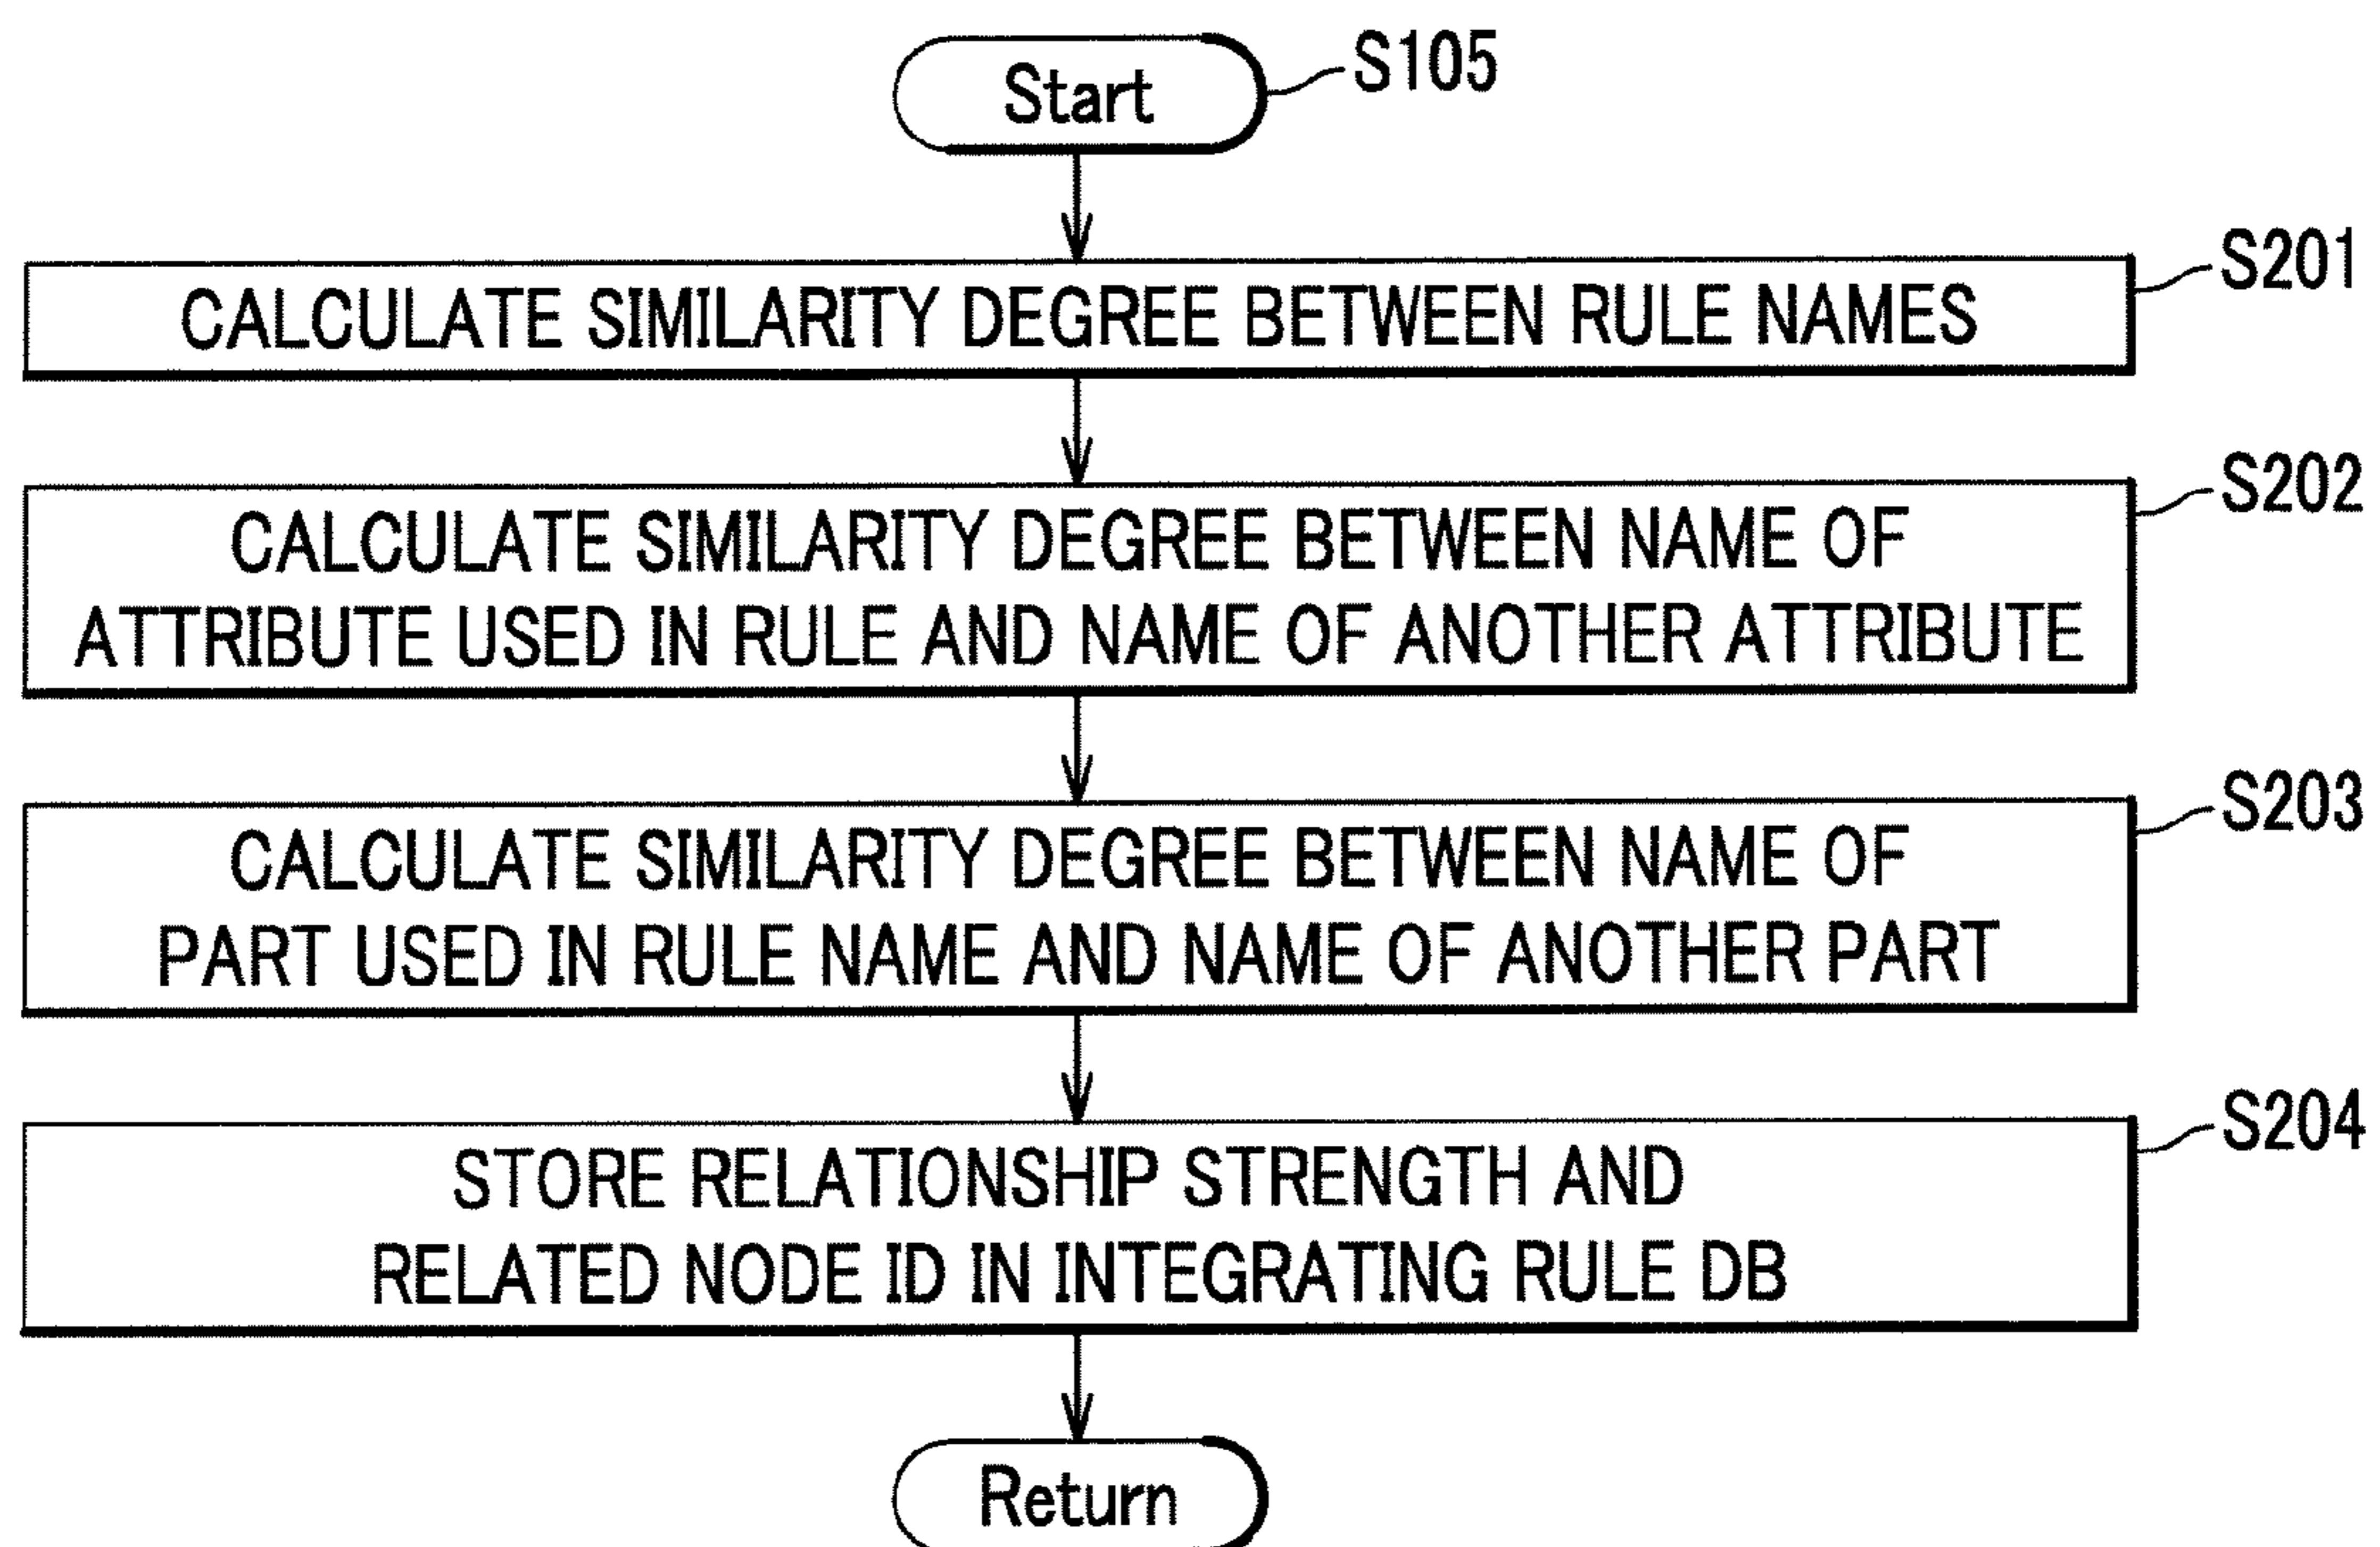 Start
S105
S201
CALCULATE SIMILARITY DEGREE BETWEEN RULE NAMES
S202
CALCULATE SIMILARITY DEGREE BETWEEN NAME OF
ATTRIBUTE USED IN RULE AND NAME OF ANOTHER ATTRIBUTE
S203
CALCULATE SIMILARITY DEGREE BETWEEN NAME OF
PART USED IN RULE NAME AND NAME OF ANOTHER PART
S204
STORE RELATIONSHIP STRENGTH AND
RELATED NODE ID IN INTEGRATING RULE DB
Return